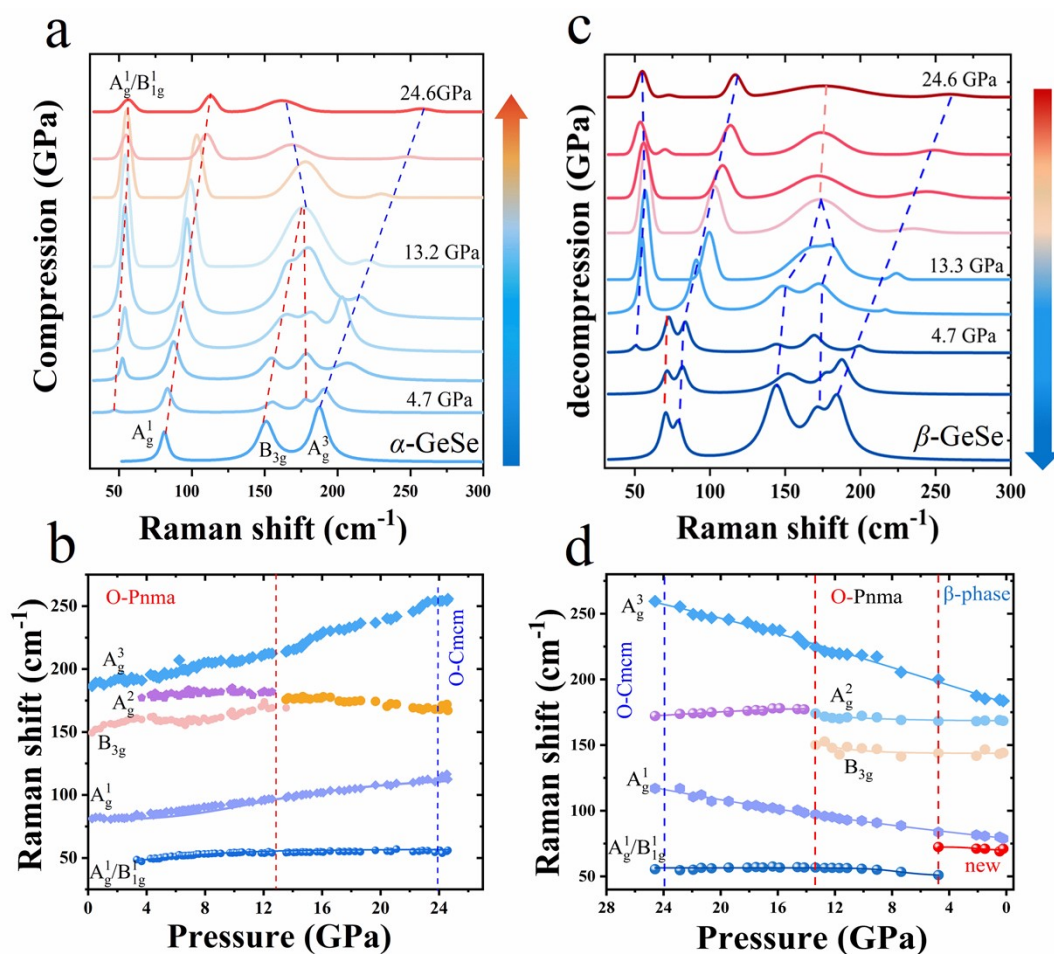 a
Compression (GPa)
A¹g/B¹1g
24.6GPa
13.2 GPa
4.7 GPa
A¹g
B3g
A³g
α-GeSe
50 100 150 200 250 300
Raman shift (cm⁻¹)
c
decompression (GPa)
24.6 GPa
13.3 GPa
4.7 GPa
β-GeSe
50 100 150 200 250 300
Raman shift (cm⁻¹)
b
Raman shift (cm⁻¹)
250
200
150
100
50
O-Pnma
O-Cmcm
A³g
A²g
B3g
A¹g
A¹g/B¹1g
0 4 8 12 16 20 24
Pressure (GPa)
d
Raman shift (cm⁻¹)
250
200
150
100
50
O-Cmcm
O-Pnma
β-phase
A³g
A²g
B3g
A¹g
A¹g/B¹1g
new
28 24 20 16 12 8 4 0
Pressure (GPa)